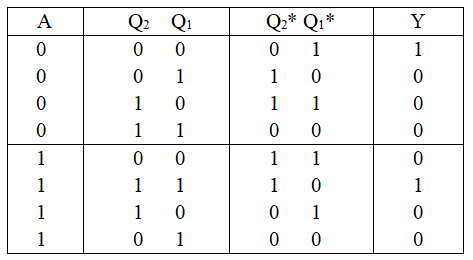 A Q₂ Q₁ Q₂* Q₁* Y
0 0 0 0 1 1
0 0 1 1 0 0
0 1 0 1 1 0
0 1 1 0 0 0
1 0 0 1 1 0
1 1 1 1 0 1
1 1 0 0 1 0
1 0 1 0 0 0